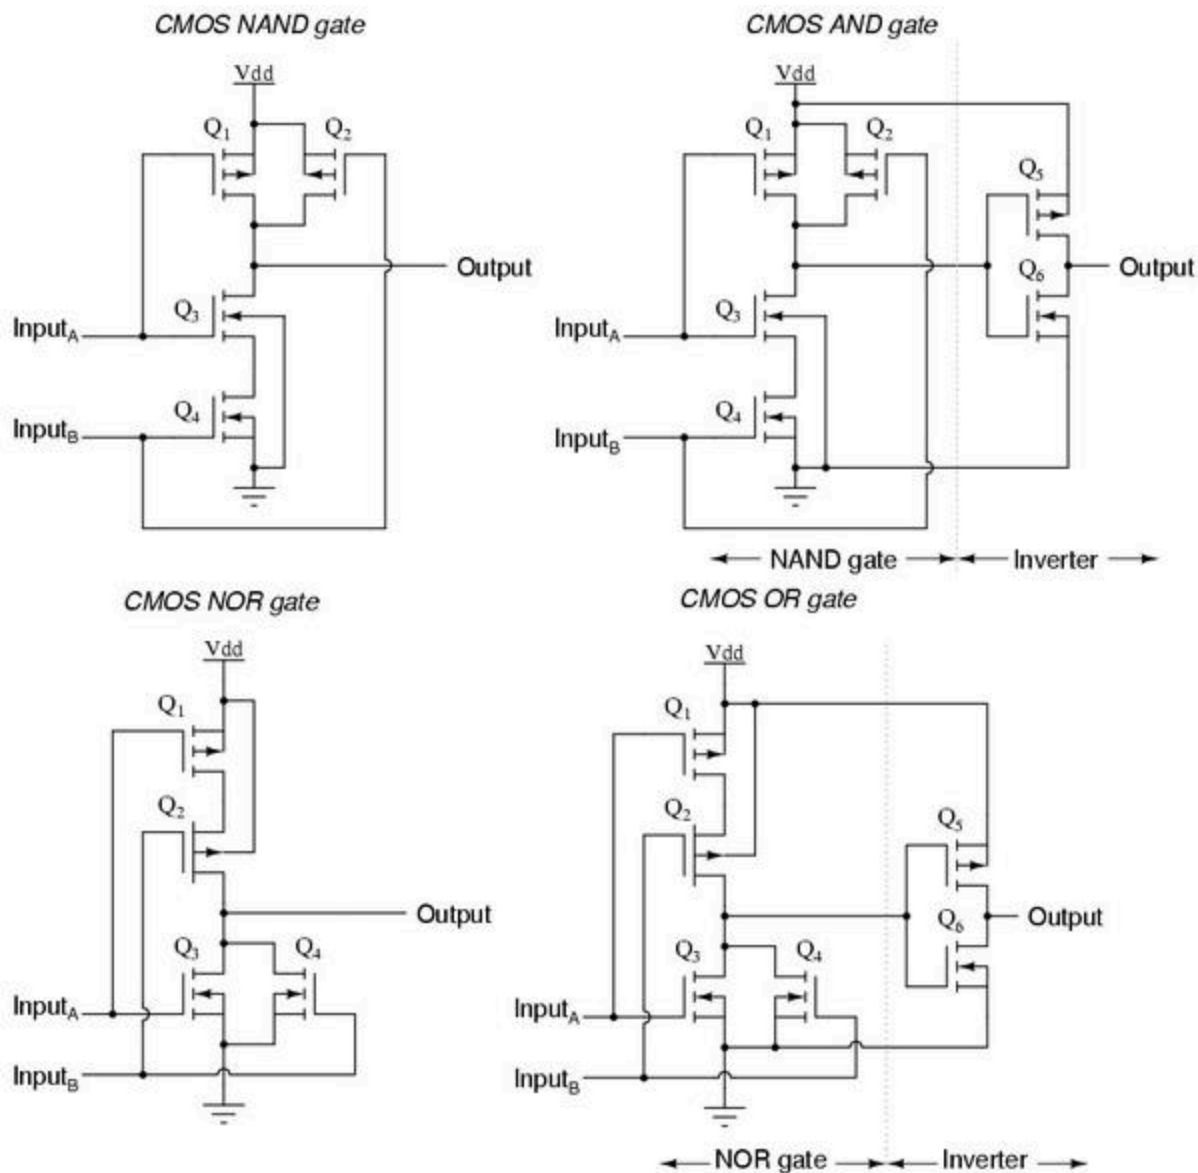 CMOS NAND gate
Vdd
Q1
Q2
Output
Q3
InputA
Q4
InputB
CMOS AND gate
Vdd
Q1
Q2
Q5
Output
Q6
Q3
InputA
Q4
InputB
NAND gate
Inverter
CMOS NOR gate
Vdd
Q1
Q2
Output
Q3
Q4
InputA
InputB
CMOS OR gate
Vdd
Q1
Q2
Q5
Output
Q6
Q3
Q4
InputA
InputB
NOR gate
Inverter